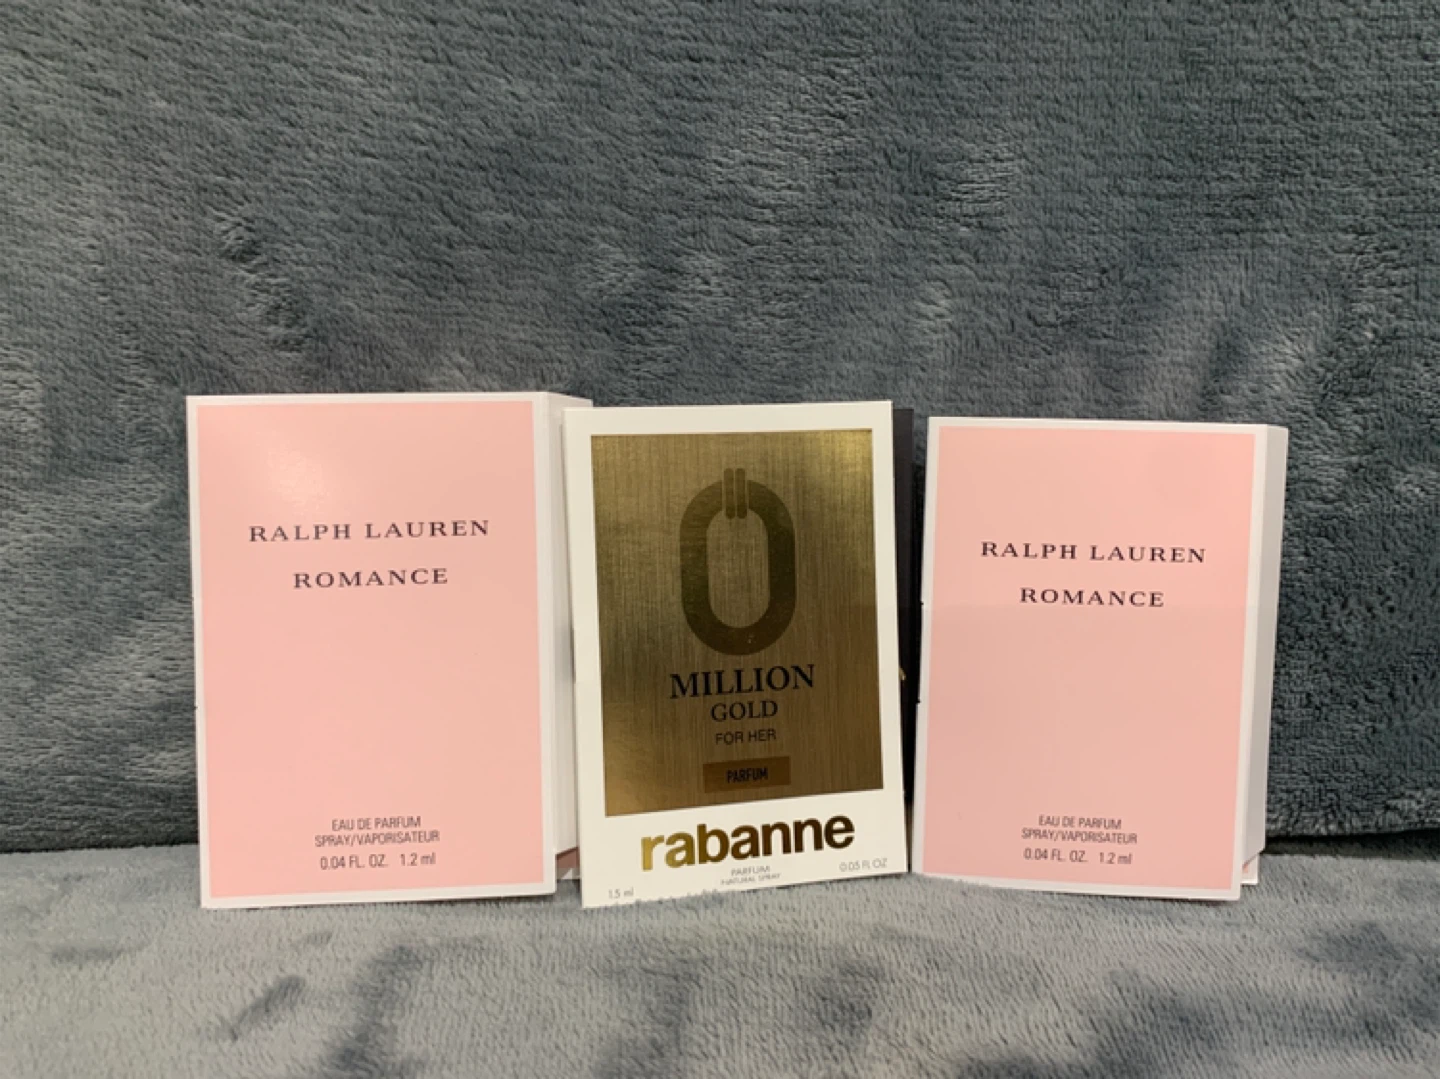 RALPH LAUREN
ROMANCE
EAU DE PARFUM
SPRAY/VAPORISATEUR
0.04 FL. OZ. 1.2 ml
MILLION
GOLD
FOR HER
PARFUM
rabanne
PARFUM
NATURAL SPRAY
1.5 ml
0.05 FL OZ
RALPH LAUREN
ROMANCE
EAU DE PARFUM
SPRAY/VAPORISATEUR
0.04 FL. OZ. 1.2 ml